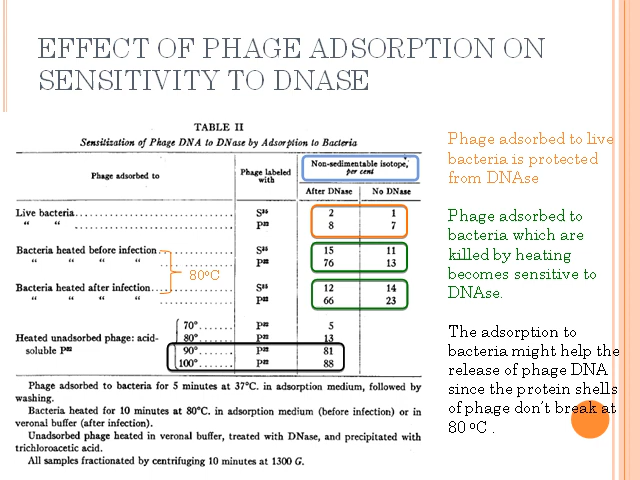 EFFECT OF PHAGE ADSORPTION ON
SENSITIVITY TO DNASE
TABLE II
Sensitization of Phage DNA to DNase by Adsorption to Bacteria
Phage adsorbed to
Phage labeled with
Non-sedimentable isotope, per cent
After DNase No DNase
Live bacteria S³⁵ 2 1
“ “ P³² 8 7
Bacteria heated before infection S³⁵ 15 11
“ “ “ “ P³² 76 13
80ºC
Bacteria heated after infection S³⁵ 12 14
“ “ “ “ P³² 66 23
Heated unadsorbed phage: acid-
soluble P³²
70° P³² 5
80° P³² 13
90° P³² 81
100° P³² 88
Phage adsorbed to bacteria for 5 minutes at 37°C. in adsorption medium, followed by
washing.
Bacteria heated for 10 minutes at 80°C. in adsorption medium (before infection) or in
veronal buffer (after infection).
Unadsorbed phage heated in veronal buffer, treated with DNase, and precipitated with
trichloroacetic acid.
All samples fractionated by centrifuging 10 minutes at 1300 G.
Phage adsorbed to live
bacteria is protected
from DNAse
Phage adsorbed to
bacteria which are
killed by heating
becomes sensitive to
DNAse.
The adsorption to
bacteria might help the
release of phage DNA
since the protein shells
of phage don´t break at
80 ºC .